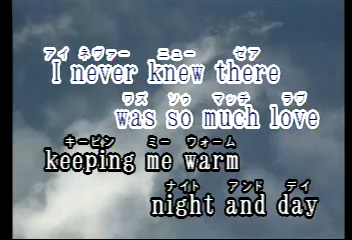 アイ ネヴァー ニュー ゼア
I never knew there
ワズ ソゥ マッチ ラヴ
was so much love
キーピン ミー ウォーム
keeping me warm
ナイト アンド デイ
night and day